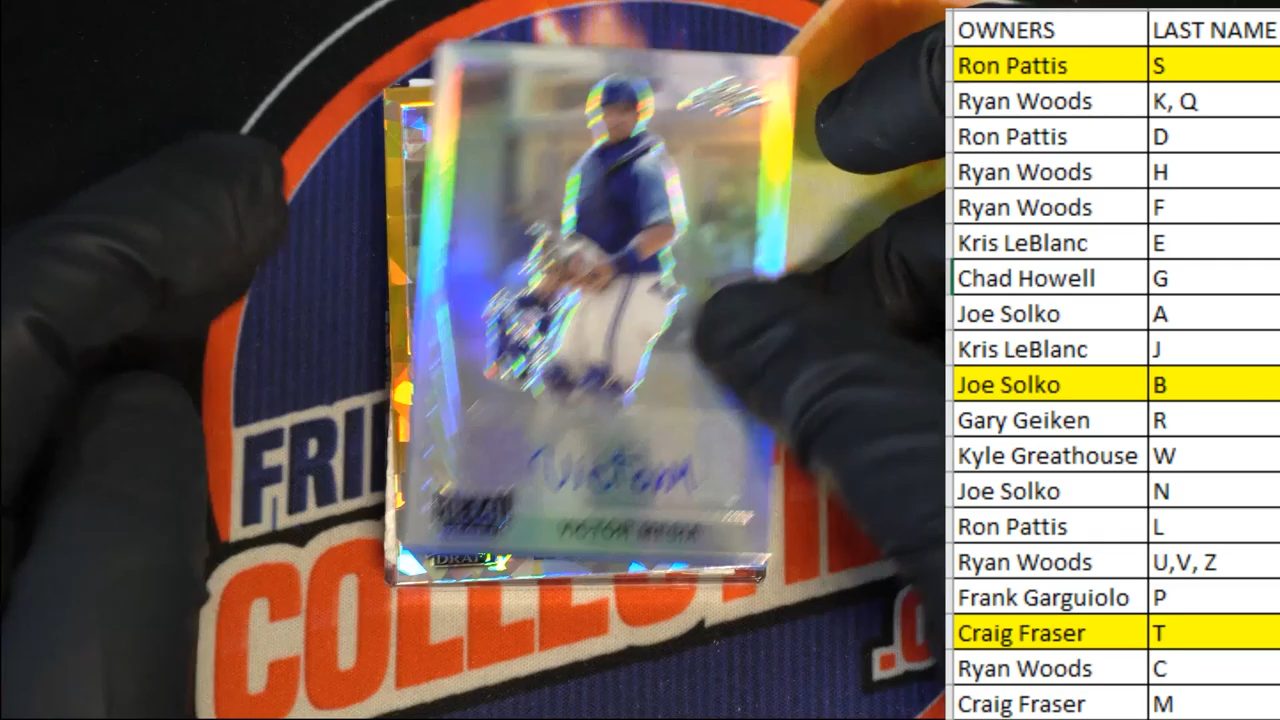 OWNERS LAST NAME
Ron Pattis S
Ryan Woods K, Q
Ron Pattis D
Ryan Woods H
Ryan Woods F
Kris LeBlanc E
Chad Howell G
Joe Solko A
Kris LeBlanc J
Joe Solko B
Gary Geiken R
Kyle Greathouse W
Joe Solko N
Ron Pattis L
Ryan Woods U,V, Z
Frank Garguiolo P
Craig Fraser T
Ryan Woods C
Craig Fraser M
FRI
COLLECT
DRAFT